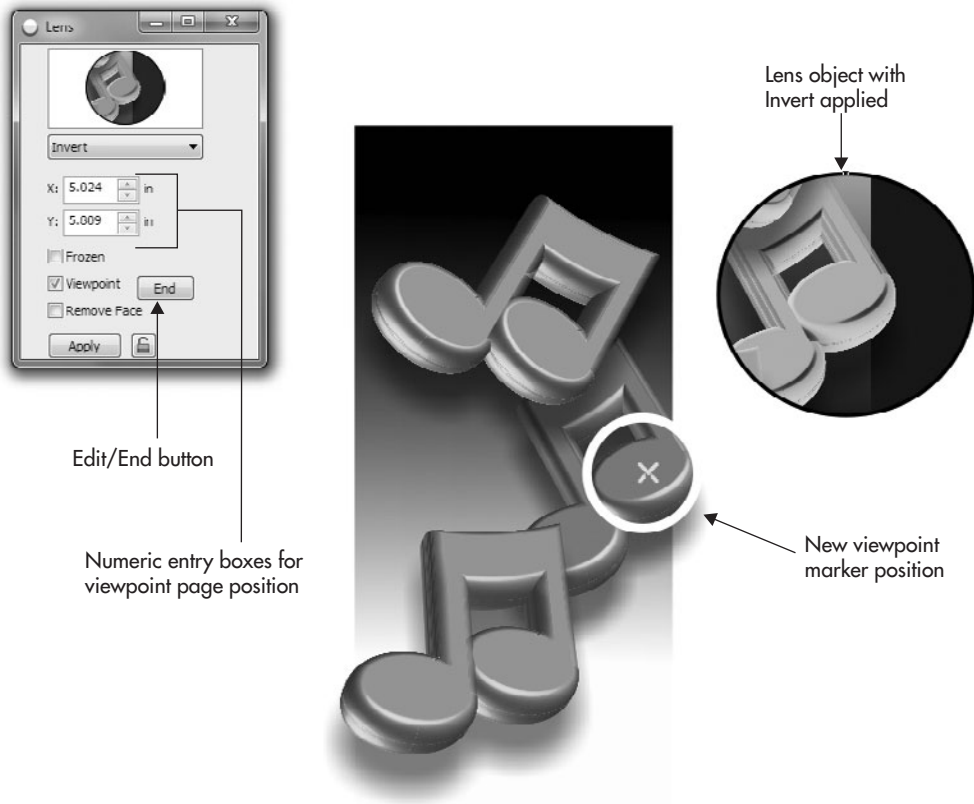 Lens
Invert
X: 5.024 in
Y: 5.809 in
Frozen
Viewpoint
End
Remove Face
Apply
Edit/End button
Numeric entry boxes for
viewpoint page position
Lens object with
Invert applied
New viewpoint
marker position